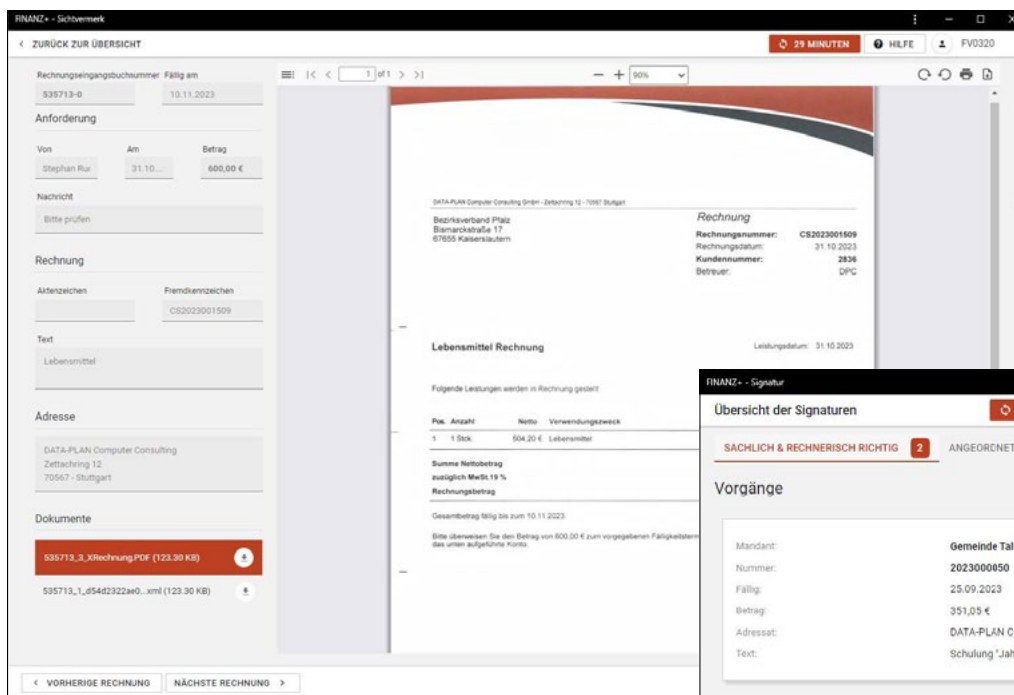 FINANZ+ - Sichtvermerk
ZURÜCK ZUR ÜBERSICHT
29 MINUTEN
HILFE
FV0320
Rechnungseingangsbuchnummer Fällig am
535713-0 10.11.2023
Anforderung
Von Am Betrag
Stephan Ru 31.10.... 600,00 €
Nachricht
Bitte prüfen
Rechnung
Aktenzeichen Fremdkennzeichen
CS2023001509
Text
Lebensmittel
Adresse
DATA-PLAN Computer Consulting
Zettachring 12
70567 - Stuttgart
Dokumente
535713_3_XRechnung.PDF (123.30 KB)
535713_1_d54d2322ae0...xml (123.30 KB)
VORHERIGE RECHNUNG NÄCHSTE RECHNUNG
1 of 1
90%
DATA-PLAN Computer Consulting GmbH - Zettachring 12 - 70567 Stuttgart
Bezirksverband Pfalz
Bismarckstraße 17
67655 Kaiserslautern
Rechnung
Rechnungsnummer: CS2023001509
Rechnungsdatum: 31.10.2023
Kundennummer: 2836
Betreuer: DPC
Lebensmittel Rechnung
Leistungsdatum: 31.10.2023
Folgende Leistungen werden in Rechnung gestellt
Pos. Anzahl Netto Verwendungszweck
1 1 Stck. 504,20 € Lebensmittel
Summe Nettobetrag
zuzüglich MwSt.19 %
Rechnungsbetrag
Gesamtbetrag fällig bis zum 10.11.2023
Bitte überweisen Sie den Betrag von 600,00 € zum vorgegebenen Fälligkeitsterm
das unten aufgeführte Konto.
FINANZ+ - Signatur
Übersicht der Signaturen
SACHLICH & RECHNERISCH RICHTIG 2 ANGEORDNET
Vorgänge
Mandant: Gemeinde Tal
Nummer: 2023000050
Fällig: 25.09.2023
Betrag: 351,05 €
Adressat: DATA-PLAN C
Text: Schulung "Jah